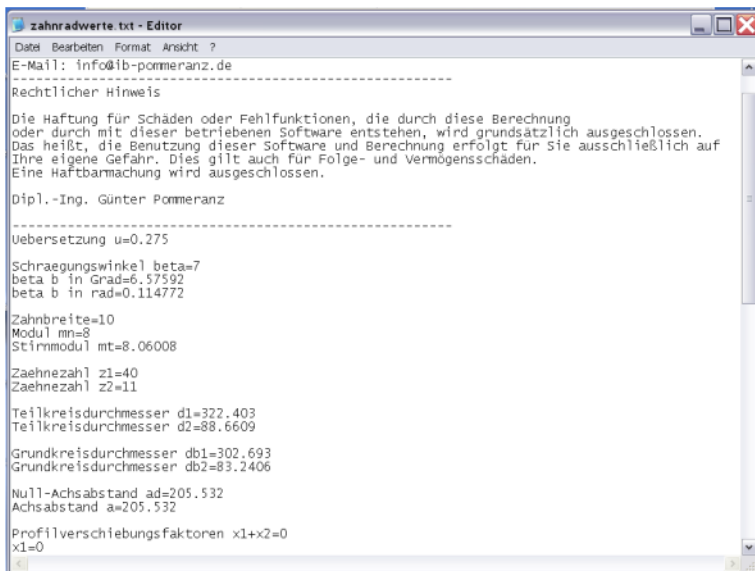 zahnradwerte.txt - Editor
Datei Bearbeiten Format Ansicht ?
E-Mail: info@ib-pommeranz.de
-------------------------------------------------------
Rechtlicher Hinweis
Die Haftung für Schäden oder Fehlfunktionen, die durch diese Berechnung
oder durch mit dieser betriebenen Software entstehen, wird grundsätzlich ausgeschlossen.
Das heißt, die Benutzung dieser Software und Berechnung erfolgt für Sie ausschließlich auf
Ihre eigene Gefahr. Dies gilt auch für Folge- und Vermögensschäden.
Eine Haftbarmachung wird ausgeschlossen.
Dipl.-Ing. Günter Pommeranz
-------------------------------------------------------
Uebersetzung u=0.275
Schraegungswinkel beta=7
beta b in Grad=6.57592
beta b in rad=0.114772
Zahnbreite=10
Modul mn=8
Stirnmodul mt=8.06008
Zaehnezahl z1=40
Zaehnezahl z2=11
Teilkreisdurchmesser d1=322.403
Teilkreisdurchmesser d2=88.6609
Grundkreisdurchmesser db1=302.693
Grundkreisdurchmesser db2=83.2406
Null-Achsabstand ad=205.532
Achsabstand a=205.532
Profilverschiebungsfaktoren x1+x2=0
x1=0